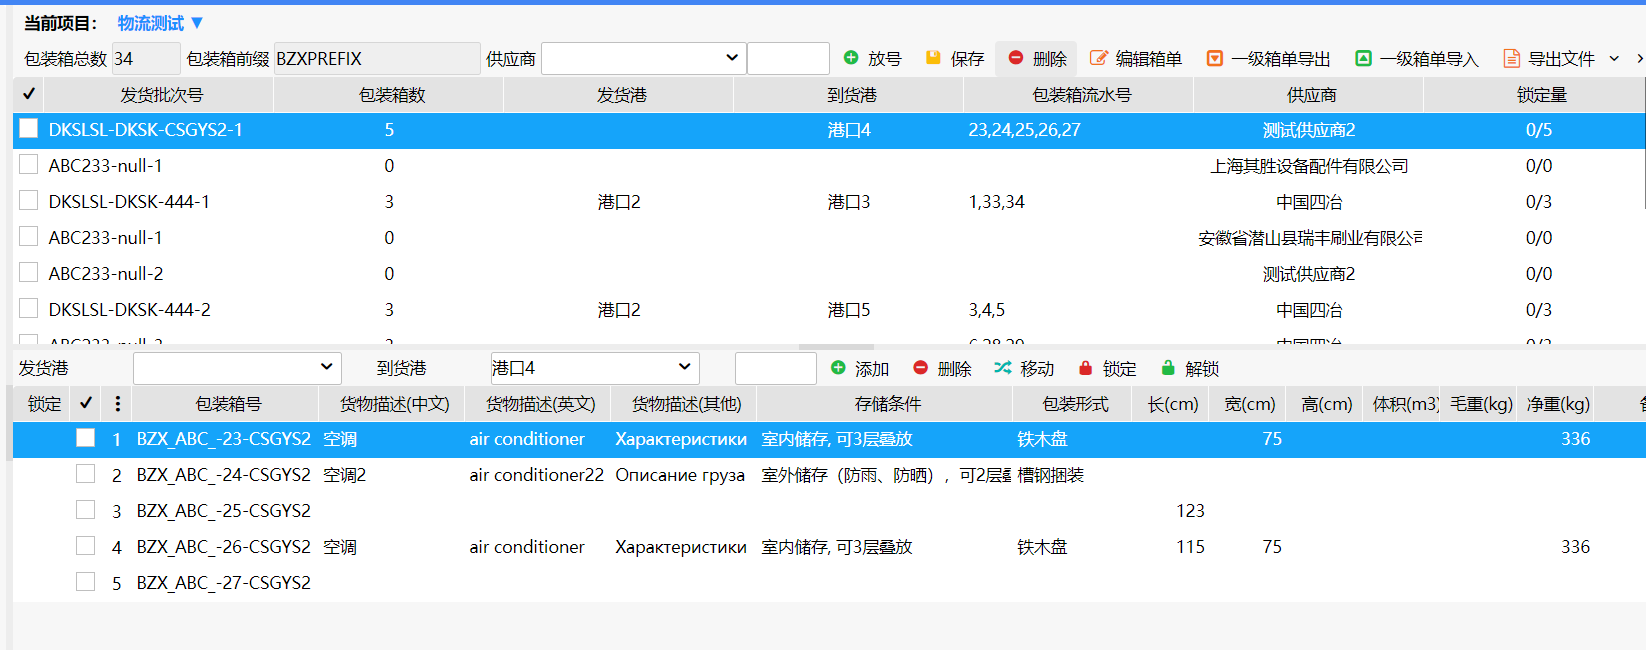 当前项目: 物流测试 ▼
包装箱总数 34 包装箱前缀 BZXPREFIX 供应商 放号 保存 删除 编辑箱单 一级箱单导出 一级箱单导入 导出文件
发货批次号 包装箱数 发货港 到货港 包装箱流水号 供应商 锁定量
DKSLSL-DKSK-CSGYS2-1 5 港口4 23,24,25,26,27 测试供应商2 0/5
ABC233-null-1 0 上海其胜设备配件有限公司 0/0
DKSLSL-DKSK-444-1 3 港口2 港口3 1,33,34 中国四冶 0/3
ABC233-null-1 0 安徽省潜山县瑞丰刷业有限公司 0/0
ABC233-null-2 0 测试供应商2 0/0
DKSLSL-DKSK-444-2 3 港口2 港口5 3,4,5 中国四冶 0/3
发货港 到货港 港口4 添加 删除 移动 锁定 解锁
锁定 包装箱号 货物描述(中文) 货物描述(英文) 货物描述(其他) 存储条件 包装形式 长(cm) 宽(cm) 高(cm) 体积(m3) 毛重(kg) 净重(kg)
1 BZX_ABC_-23-CSGYS2 空调 air conditioner Характеристики 室内储存, 可3层叠放 铁木盘 75 336
2 BZX_ABC_-24-CSGYS2 空调2 air conditioner22 Описание груза 室外储存（防雨、防晒），可2层叠 槽钢捆装
3 BZX_ABC_-25-CSGYS2 123
4 BZX_ABC_-26-CSGYS2 空调 air conditioner Характеристики 室内储存, 可3层叠放 铁木盘 115 75 336
5 BZX_ABC_-27-CSGYS2